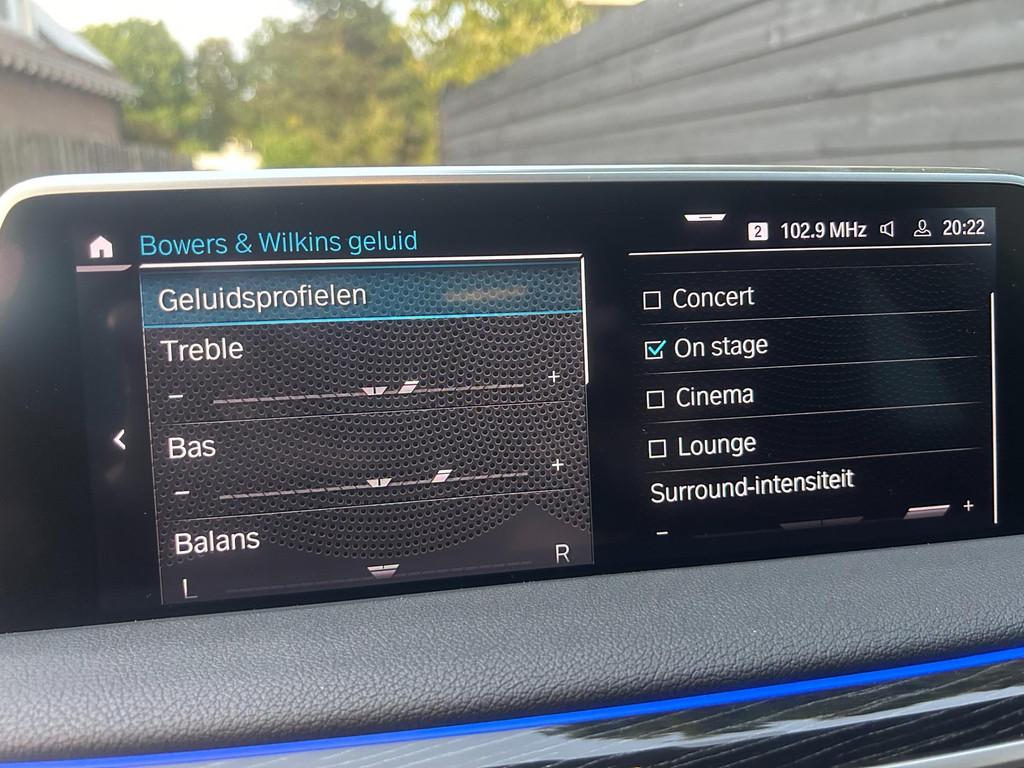 Bowers & Wilkins geluid
2 102.9 MHz 20:22
Geluidsprofielen
Treble
- +
Bas
- +
Balans
L R
Concert
On stage
Cinema
Lounge
Surround-intensiteit
- +